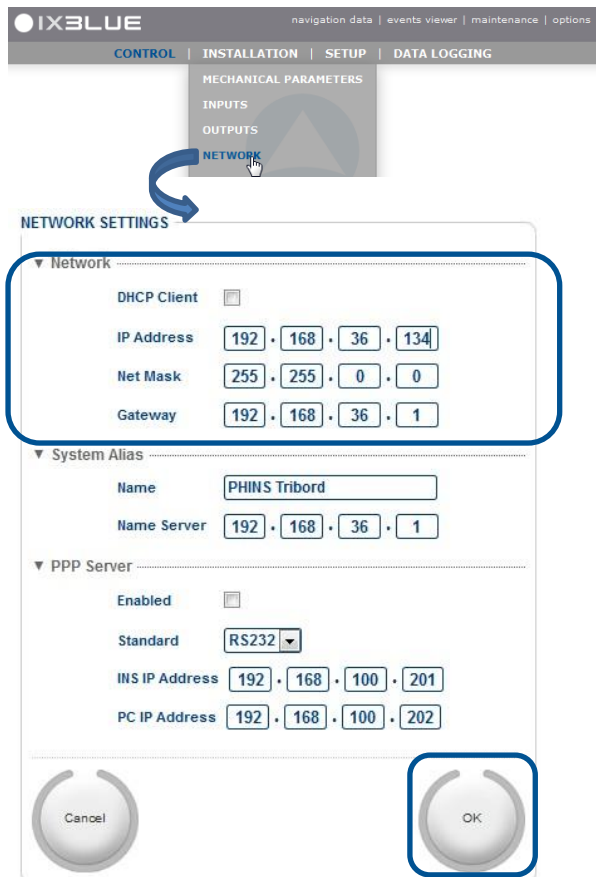 IXBLUE
navigation data | events viewer | maintenance | options
CONTROL | INSTALLATION | SETUP | DATA LOGGING
MECHANICAL PARAMETERS
INPUTS
OUTPUTS
NETWORK
NETWORK SETTINGS
▼ Network
DHCP Client
IP Address 192 . 168 . 36 . 134
Net Mask 255 . 255 . 0 . 0
Gateway 192 . 168 . 36 . 1
▼ System Alias
Name PHINS Tribord
Name Server 192 . 168 . 36 . 1
▼ PPP Server
Enabled
Standard RS232
INS IP Address 192 . 168 . 100 . 201
PC IP Address 192 . 168 . 100 . 202
Cancel OK